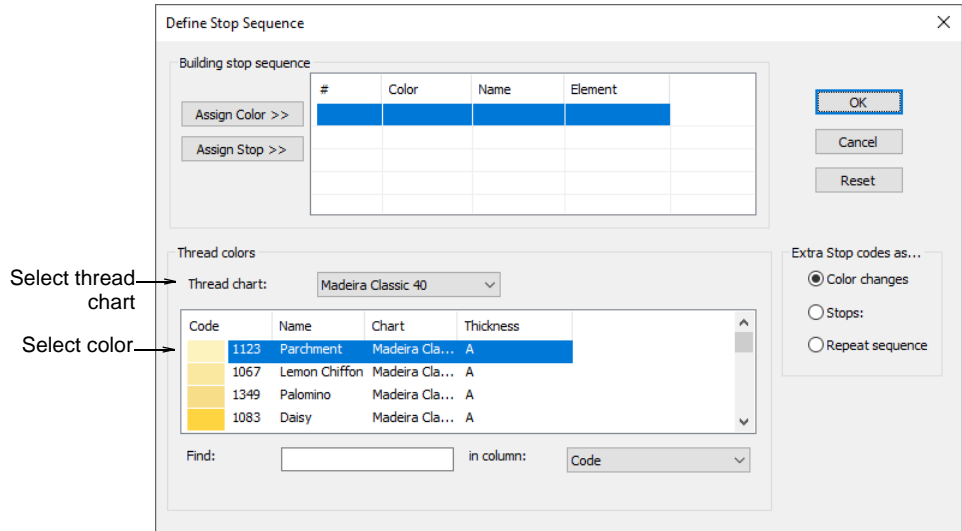 Define Stop Sequence
Building stop sequence
Assign Color >>
Assign Stop >>
# Color Name Element
OK
Cancel
Reset
Thread colors
Select thread chart
Thread chart: Madeira Classic 40
Select color
Code Name Chart Thickness
1123 Parchment Madeira Cla... A
1067 Lemon Chiffon Madeira Cla... A
1349 Palomino Madeira Cla... A
1083 Daisy Madeira Cla... A
Find: in column: Code
Extra Stop codes as...
Color changes
Stops:
Repeat sequence